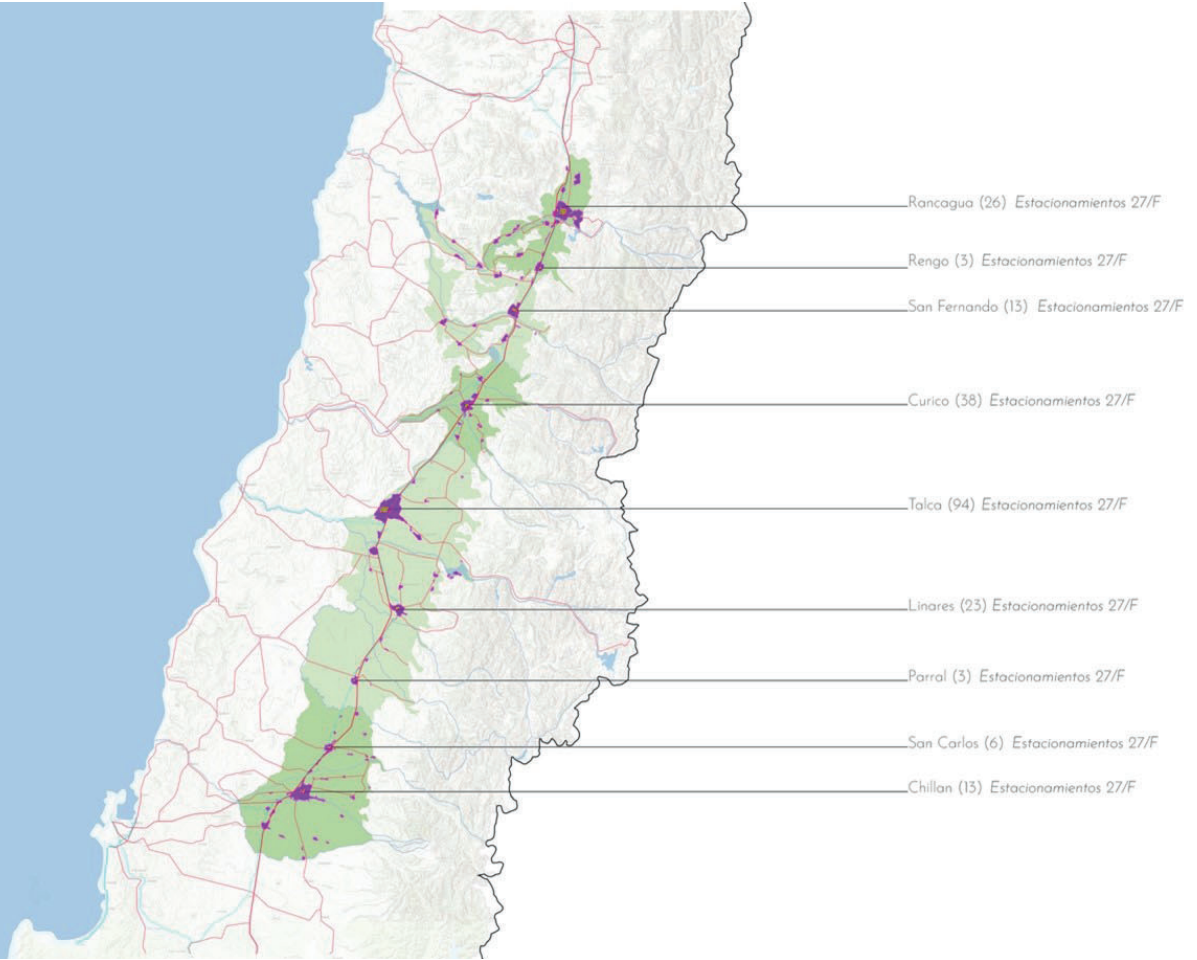 Rancagua (26) Estacionamientos 27/F
Rengo (3) Estacionamientos 27/F
San Fernando (13) Estacionamientos 27/F
Curico (38) Estacionamientos 27/F
Talca (94) Estacionamientos 27/F
Linares (23) Estacionamientos 27/F
Parral (3) Estacionamientos 27/F
San Carlos (6) Estacionamientos 27/F
Chillan (13) Estacionamientos 27/F